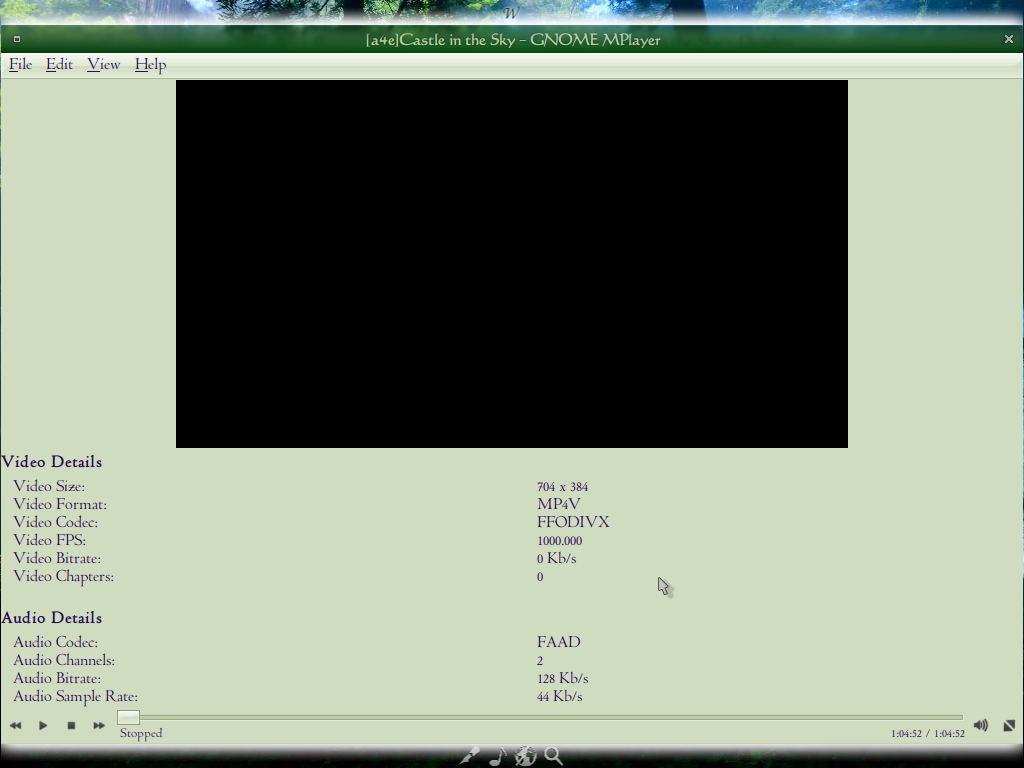 W
[a4e]Castle in the Sky - GNOME MPlayer
File Edit View Help
Video Details
Video Size: 704 x 384
Video Format: MP4V
Video Codec: FFODIVX
Video FPS: 1000.000
Video Bitrate: 0 Kb/s
Video Chapters: 0
Audio Details
Audio Codec: FAAD
Audio Channels: 2
Audio Bitrate: 128 Kb/s
Audio Sample Rate: 44 Kb/s
Stopped 1:04:52 / 1:04:52